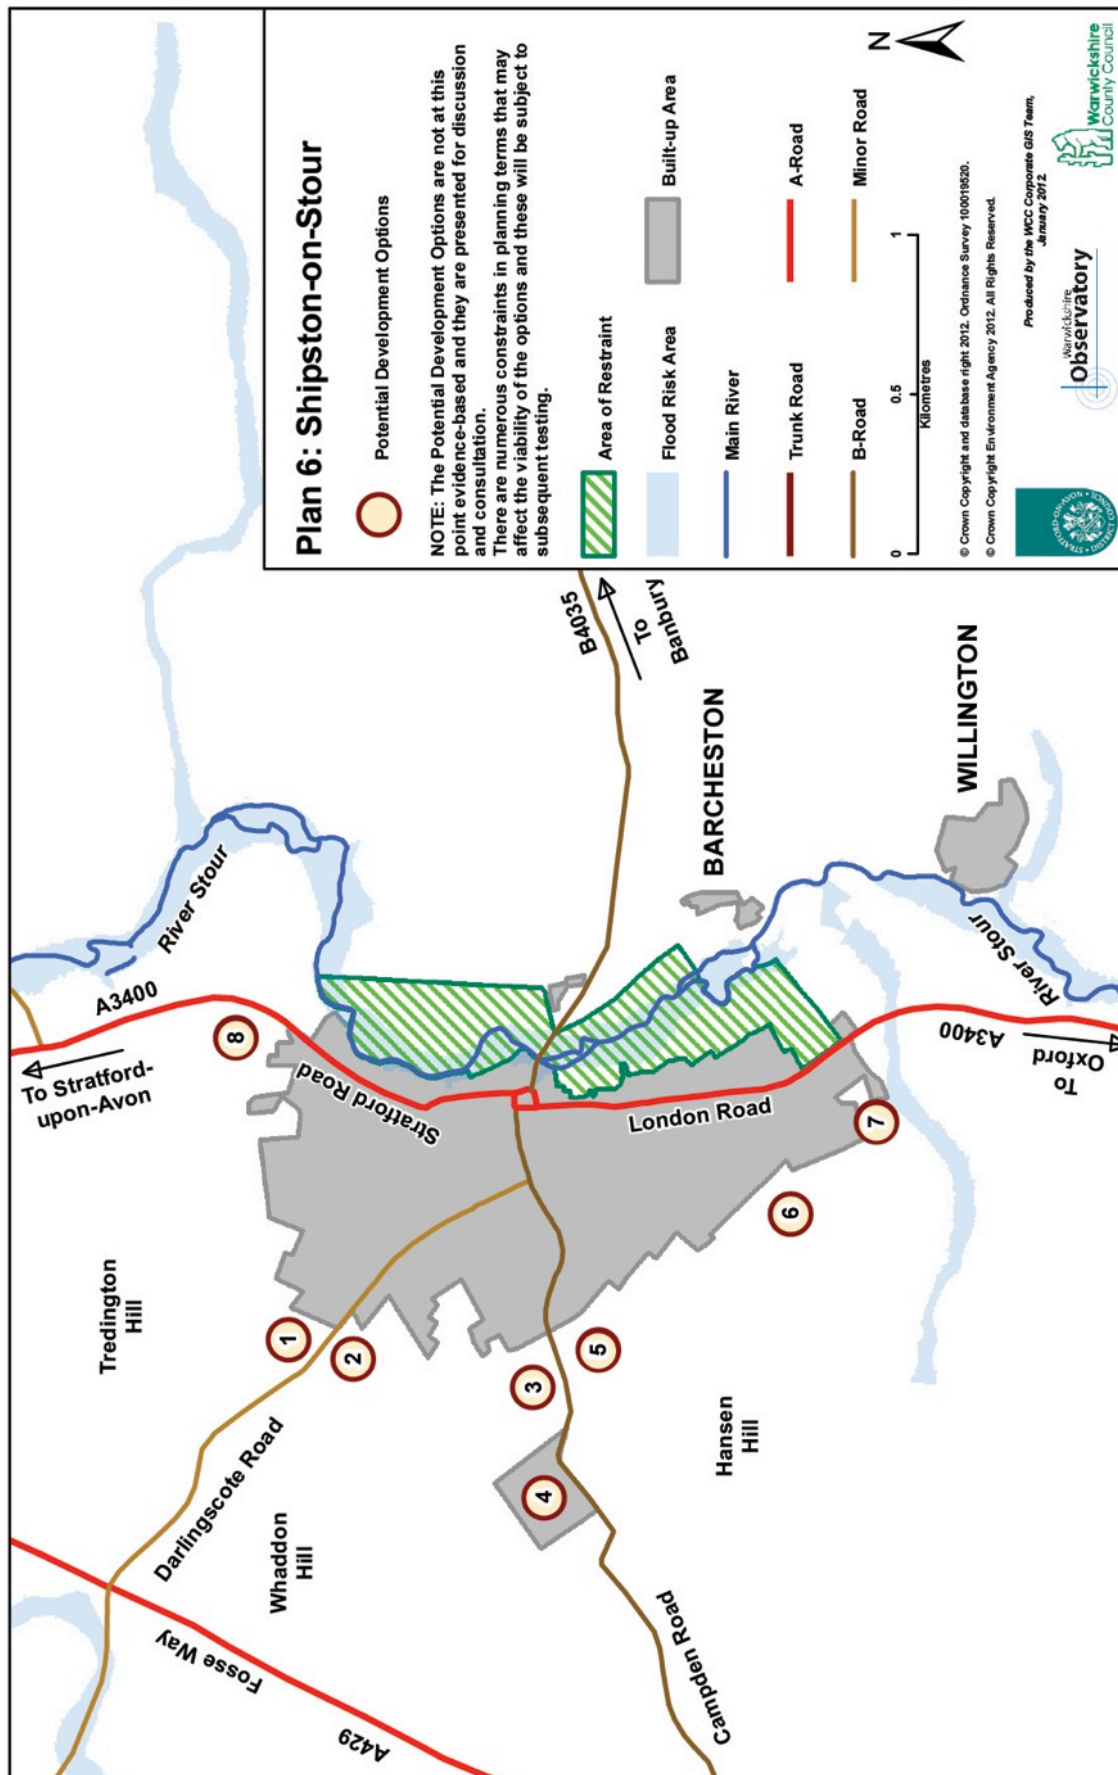 Plan 6: Shipston-on-Stour
Potential Development Options
NOTE: The Potential Development Options are not at this
point evidence-based and they are presented for discussion
and consultation.
There are numerous constraints in planning terms that may
affect the viability of the options and these will be subject to
subsequent testing.
Area of Restraint
Flood Risk Area
Built-up Area
Main River
Trunk Road
A-Road
B-Road
Minor Road
0
0.5
1
Kilometres
N
© Crown Copyright and database right 2012. Ordnance Survey 100019520.
© Crown Copyright Environment Agency 2012. All Rights Reserved.
Produced by the WCC Corporate GIS Team,
January 2012.
STRATFORD-ON-AVON • DISTRICT COUNCIL •
Warwickshire
Observatory
Warwickshire
County Council
To Stratford-
upon-Avon
A3400
River Stour
8
Stratford Road
Tredington
Hill
1
2
Darlingscote Road
Whaddon
Hill
Fosse Way
A429
3
4
5
Campden Road
Hansen
Hill
London Road
6
7
B4035
To
Banbury
BARCHESTON
WILLINGTON
River Stour
A3400
To
Oxford